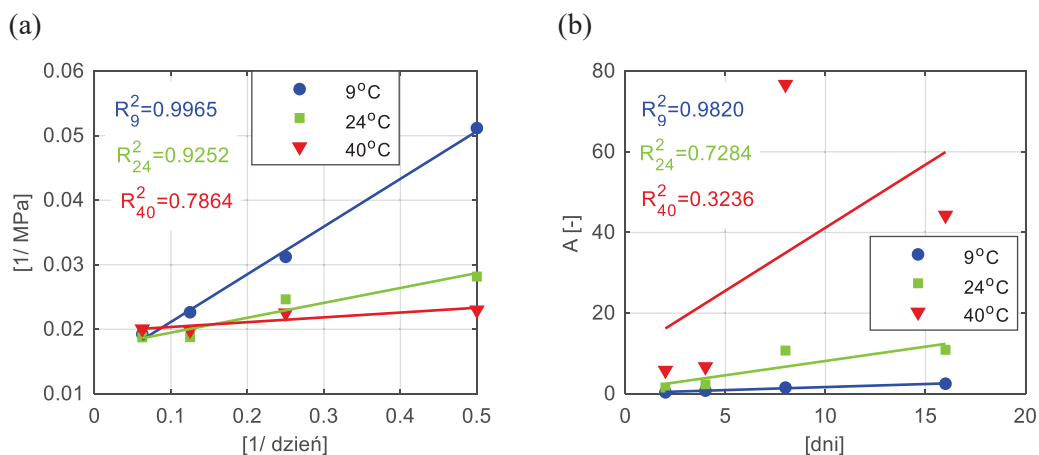 (a)
0.06
0.05
0.04
0.03
0.02
0.01
[1/ MPa]
R²₉=0.9965
R²₂₄=0.9252
R²₄₀=0.7864
9°C
24°C
40°C
0
0.1
0.2
0.3
0.4
0.5
[1/ dzień]
(b)
80
60
40
20
0
A [-]
R²₉=0.9820
R²₂₄=0.7284
R²₄₀=0.3236
9°C
24°C
40°C
0
5
10
15
20
[dni]